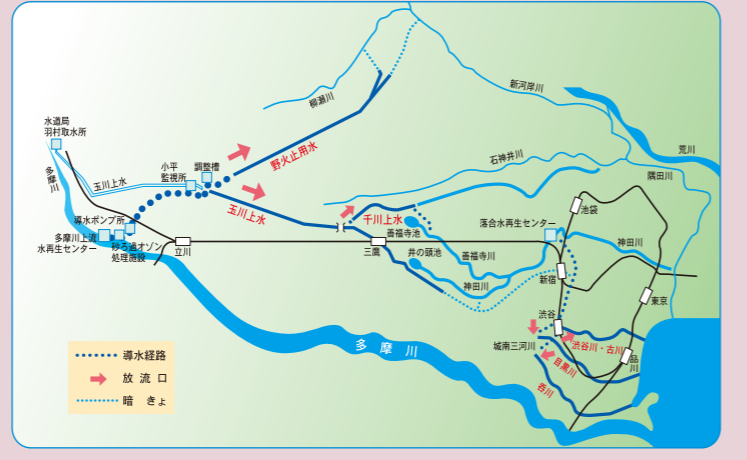 新河岸川
柳瀬川
水道局
羽村取水所
荒川
石神井川
野火止用水
小平
監視所
調整槽
隅田川
多摩川
玉川上水
玉川上水
池袋
千川上水
導水ポンプ所
善福寺池
落合水再生センター
多摩川上流
水再生センター
砂ろ過オゾン
処理施設
立川
三鷹
井の頭池
善福寺川
神田川
新宿
神田川
東京
渋谷
城南三河川
渋谷川・古川
目黒川
品川
呑川
多摩川
導水経路
放流口
暗きょ